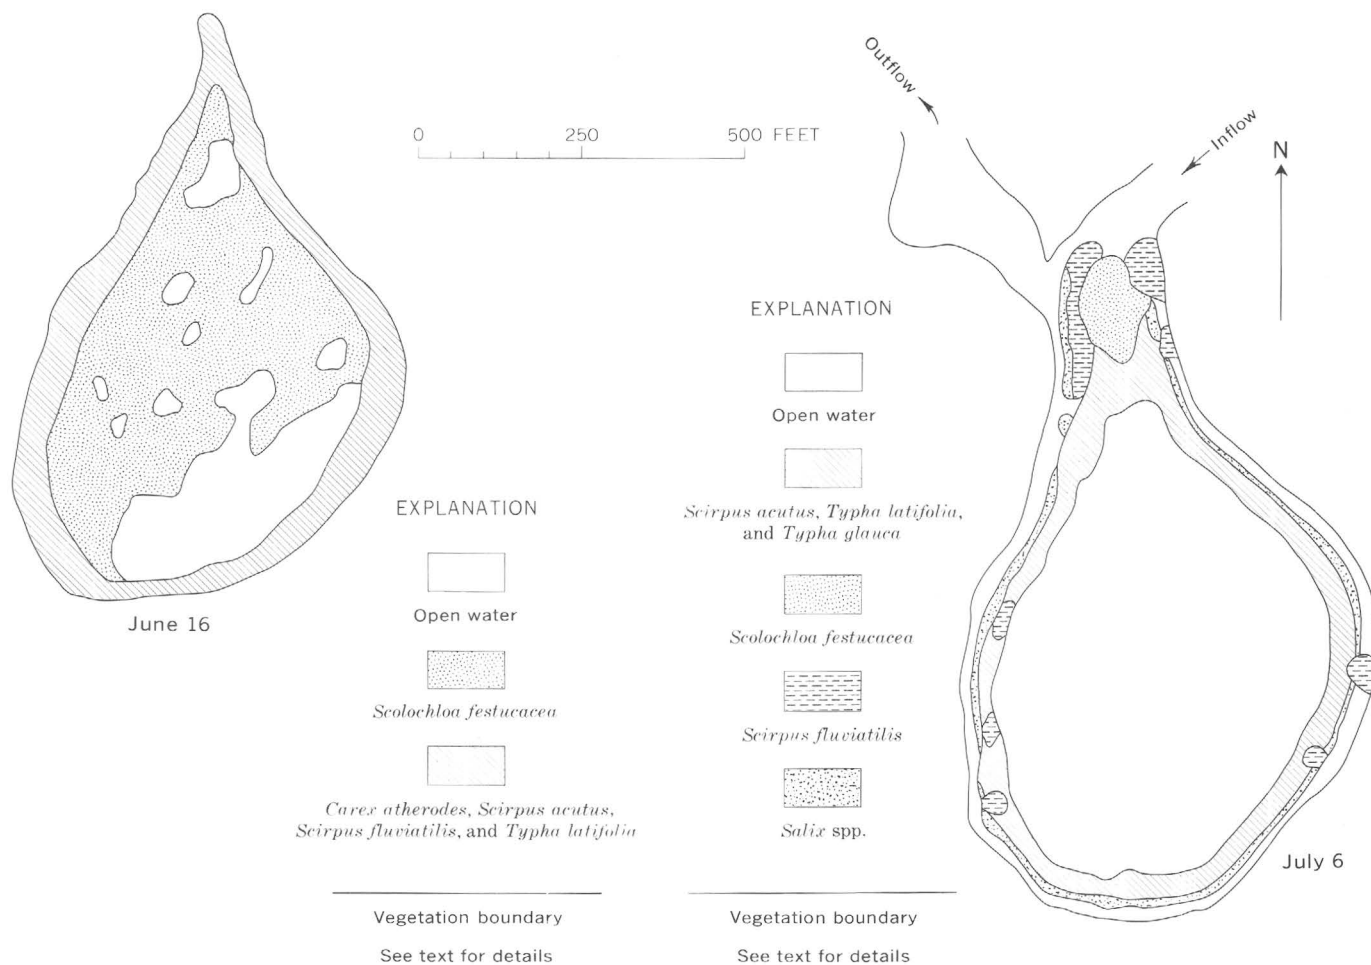 Outflow
Inflow
N
0 250 500 FEET
June 16
EXPLANATION
Open water
Scolochloa festucacea
Carex atherodes, Scirpus acutus,
Scirpus fluviatilis, and Typha latifolia
Vegetation boundary
See text for details
EXPLANATION
Open water
Scirpus acutus, Typha latifolia,
and Typha glauca
Scolochloa festucacea
Scirpus fluviatilis
Salix spp.
Vegetation boundary
See text for details
July 6